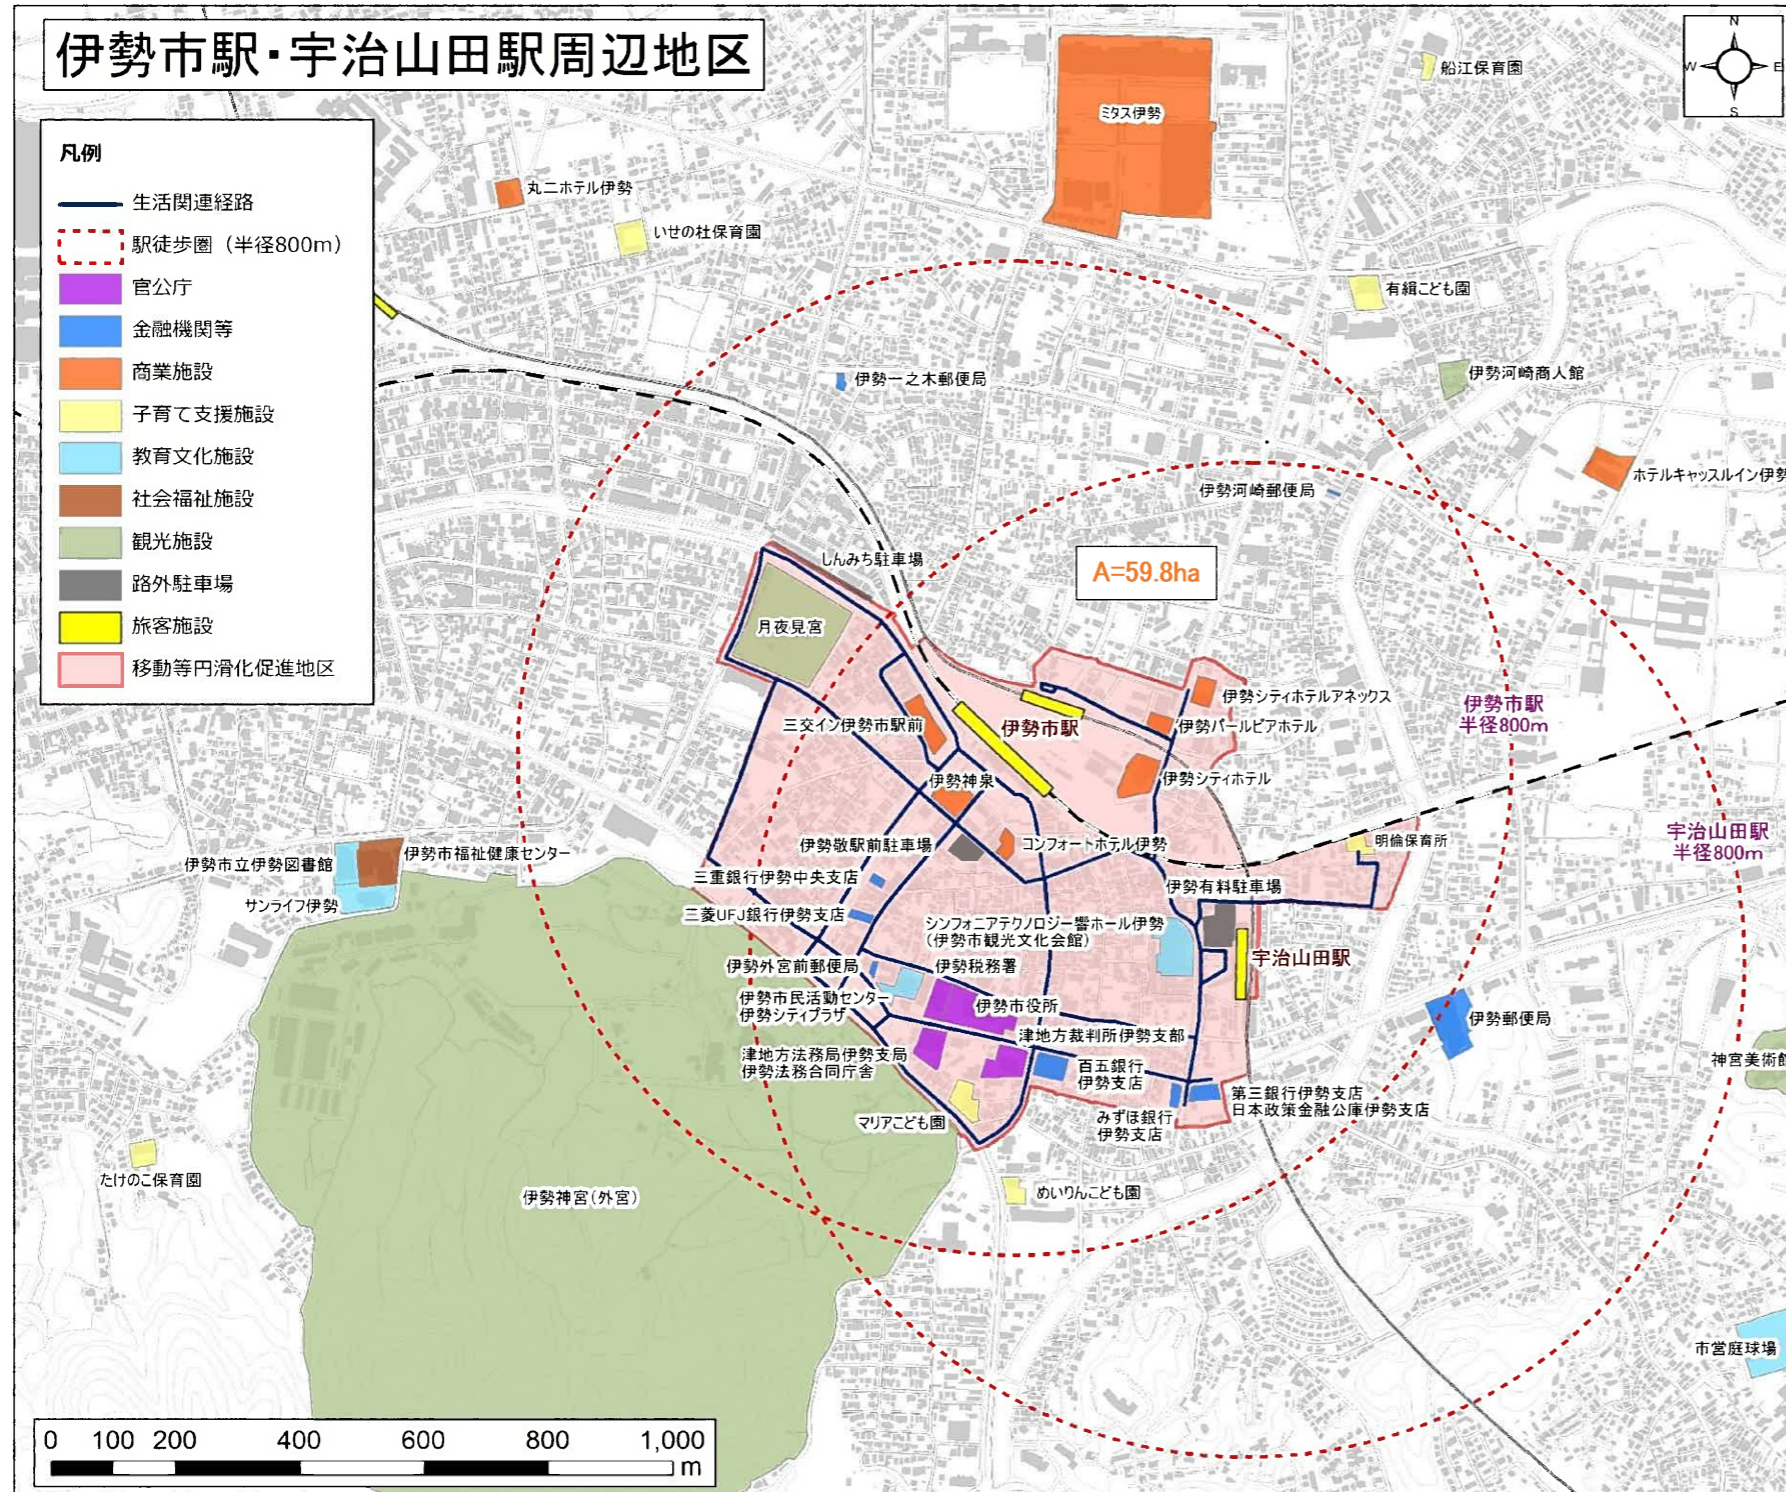 伊勢市駅・宇治山田駅周辺地区
N
W
E
S
凡例
生活関連経路
駅徒歩圏（半径800m）
官公庁
金融機関等
商業施設
子育て支援施設
教育文化施設
社会福祉施設
観光施設
路外駐車場
旅客施設
移動等円滑化促進地区
船江保育園
ミタス伊勢
丸二ホテル伊勢
いせの杜保育園
有緝こども園
伊勢河崎商人館
伊勢一之木郵便局
ホテルキャッスルイン伊勢
伊勢河崎郵便局
しんみち駐車場
A=59.8ha
月夜見宮
伊勢シティホテルアネックス
伊勢市駅
半径800m
三交イン伊勢市駅前
伊勢市駅
伊勢パールピアホテル
伊勢神泉
伊勢シティホテル
宇治山田駅
半径800m
伊勢敬駅前駐車場
コンフォートホテル伊勢
明倫保育所
伊勢市立伊勢図書館
伊勢市福祉健康センター
三重銀行伊勢中央支店
伊勢有料駐車場
サンライフ伊勢
三菱UFJ銀行伊勢支店
シンフォニアテクノロジー響ホール伊勢
（伊勢市観光文化会館）
宇治山田駅
伊勢外宮前郵便局
伊勢税務署
伊勢市民活動センター
伊勢シティプラザ
伊勢市役所
伊勢郵便局
津地方裁判所伊勢支部
津地方法務局伊勢支局
伊勢法務合同庁舎
百五銀行
伊勢支店
神宮美術館
第三銀行伊勢支店
日本政策金融公庫伊勢支店
マリアこども園
みずほ銀行
伊勢支店
たけのこ保育園
伊勢神宮（外宮）
めいりんこども園
市営庭球場
0 100 200 400 600 800 1,000
m